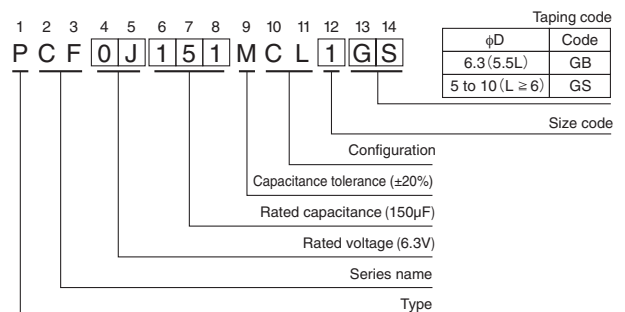 1 2 3 4 5 6 7 8 9 10 11 12 13 14
P C F 0 J 1 5 1 M C L 1 G S
Taping code
ϕD Code
6.3(5.5L) GB
5 to 10(L ≧ 6) GS
Size code
Configuration
Capacitance tolerance (±20%)
Rated capacitance (150µF)
Rated voltage (6.3V)
Series name
Type